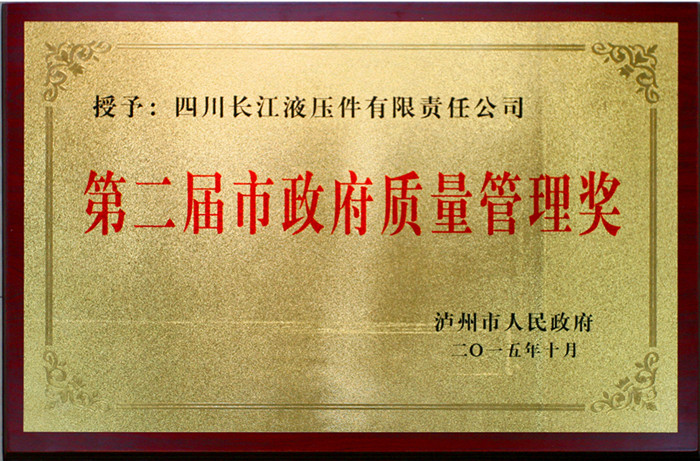 授予：四川长江液压件有限责任公司
第二届市政府质量管理奖
泸州市人民政府
二〇一五年十月